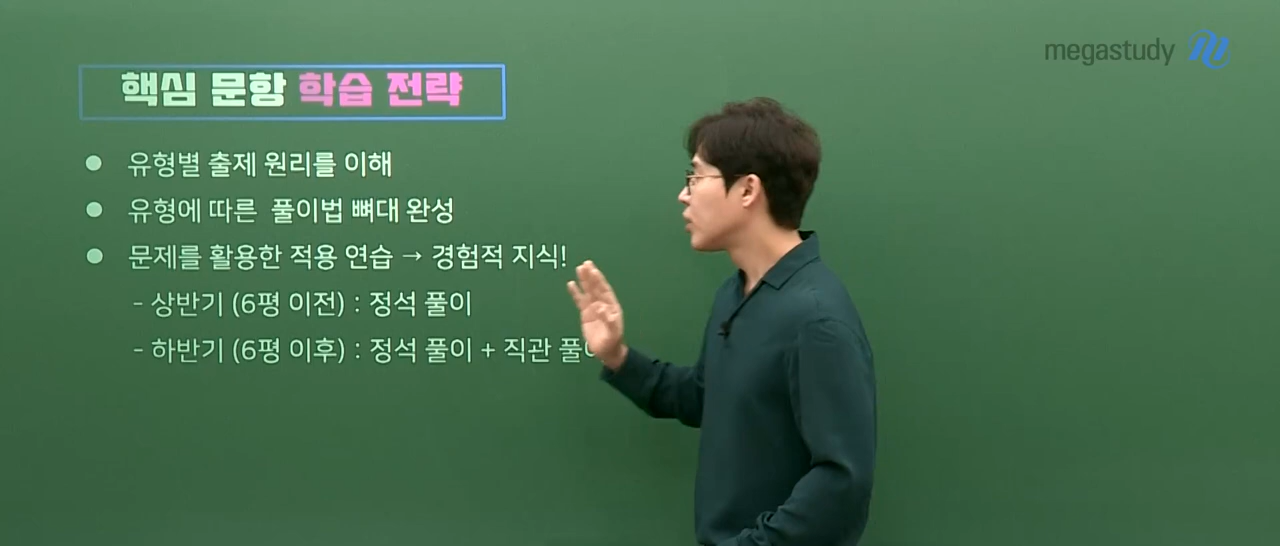 megastudy
핵심 문항 학습 전략
● 유형별 출제 원리를 이해
● 유형에 따른 풀이법 뼈대 완성
● 문제를 활용한 적용 연습 → 경험적 지식!
- 상반기 (6평 이전) : 정석 풀이
- 하반기 (6평 이후) : 정석 풀이 + 직관